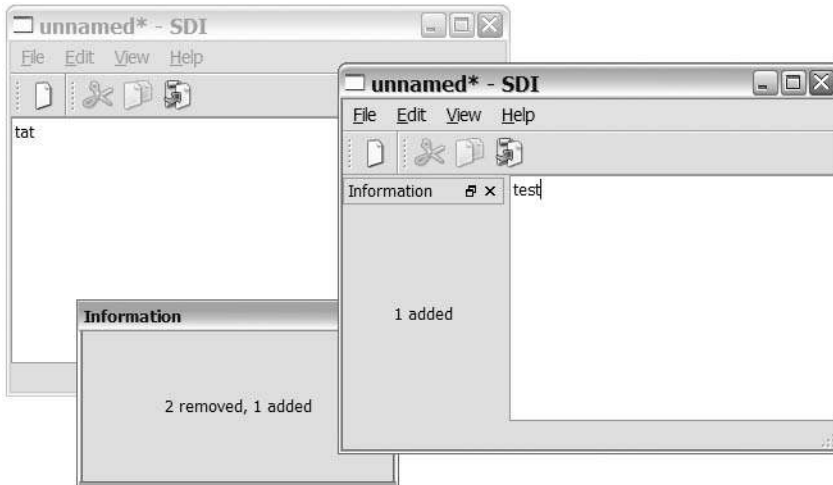 unnamed* - SDI
File Edit View Help
tat
Information
2 removed, 1 added
unnamed* - SDI
File Edit View Help
Information
test
1 added